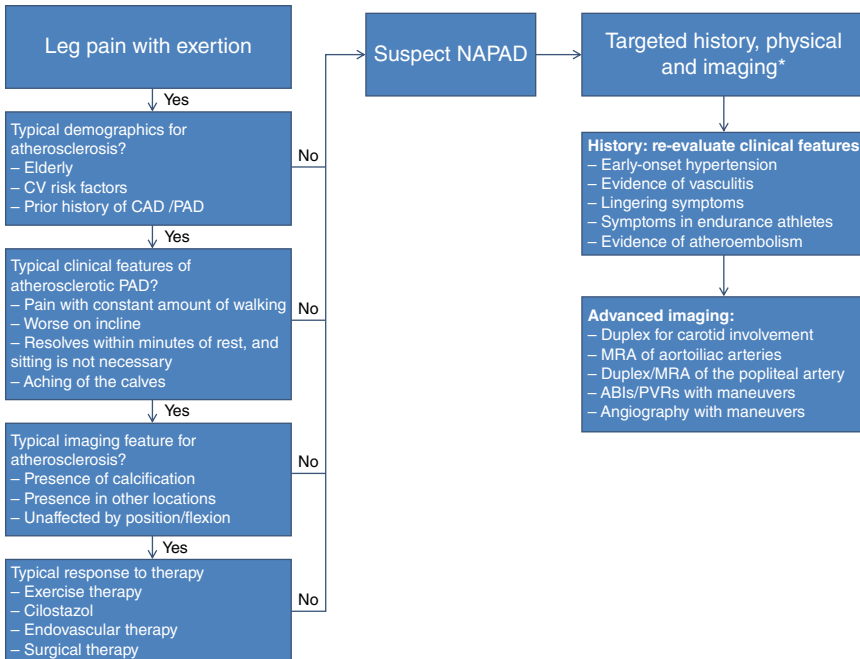 Leg pain with exertion
Yes
Typical demographics for
atherosclerosis?
– Elderly
– CV risk factors
– Prior history of CAD /PAD
No
Yes
Typical clinical features of
atherosclerotic PAD?
– Pain with constant amount of walking
– Worse on incline
– Resolves within minutes of rest, and
sitting is not necessary
– Aching of the calves
No
Yes
Typical imaging feature for
atherosclerosis?
– Presence of calcification
– Presence in other locations
– Unaffected by position/flexion
No
Yes
Typical response to therapy
– Exercise therapy
– Cilostazol
– Endovascular therapy
– Surgical therapy
No
Suspect NAPAD
Targeted history, physical
and imaging*
History: re-evaluate clinical features
– Early-onset hypertension
– Evidence of vasculitis
– Lingering symptoms
– Symptoms in endurance athletes
– Evidence of atheroembolism
Advanced imaging:
– Duplex for carotid involvement
– MRA of aortoiliac arteries
– Duplex/MRA of the popliteal artery
– ABIs/PVRs with maneuvers
– Angiography with maneuvers